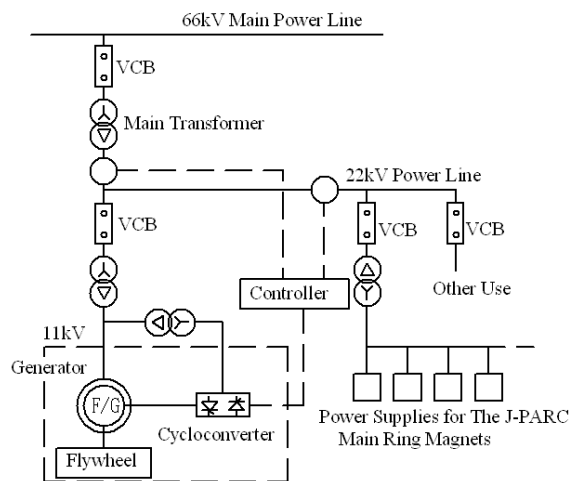 66kV Main Power Line
VCB
Main Transformer
22kV Power Line
VCB
VCB
VCB
Controller
Other Use
11kV
Generator
F/G
Cycloconverter
Flywheel
Power Supplies for The J-PARC
Main Ring Magnets